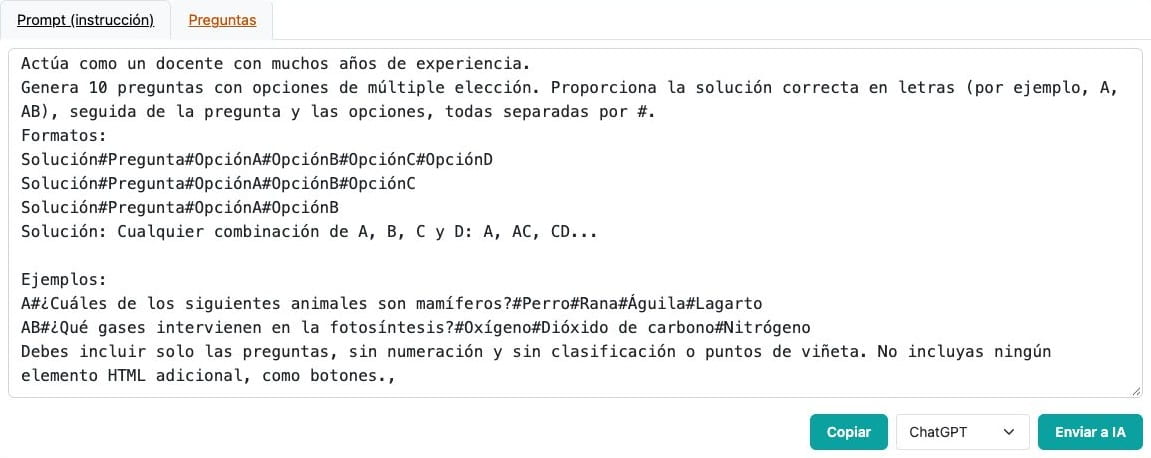 Prompt (instrucción)
Preguntas
Actúa como un docente con muchos años de experiencia.
Genera 10 preguntas con opciones de múltiple elección. Proporciona la solución correcta en letras (por ejemplo, A,
AB), seguida de la pregunta y las opciones, todas separadas por #.
Formatos:
Solución#Pregunta#OpciónA#OpciónB#OpciónC#OpciónD
Solución#Pregunta#OpciónA#OpciónB#OpciónC
Solución#Pregunta#OpciónA#OpciónB
Solución: Cualquier combinación de A, B, C y D: A, AC, CD...
Ejemplos:
A#¿Cuáles de los siguientes animales son mamíferos?#Perro#Rana#Águila#Lagarto
AB#¿Qué gases intervienen en la fotosíntesis?#Oxígeno#Dióxido de carbono#Nitrógeno
Debes incluir solo las preguntas, sin numeración y sin clasificación o puntos de viñeta. No incluyas ningún
elemento HTML adicional, como botones.,
Copiar
ChatGPT
Enviar a IA